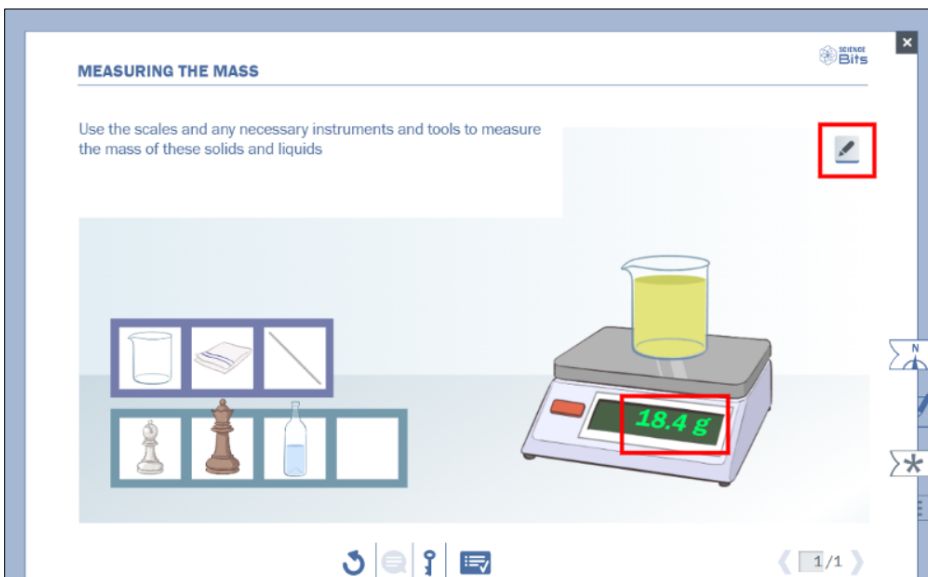 SCIENCE
Bits
MEASURING THE MASS
Use the scales and any necessary instruments and tools to measure
the mass of these solids and liquids
N
18.4 g
1/1